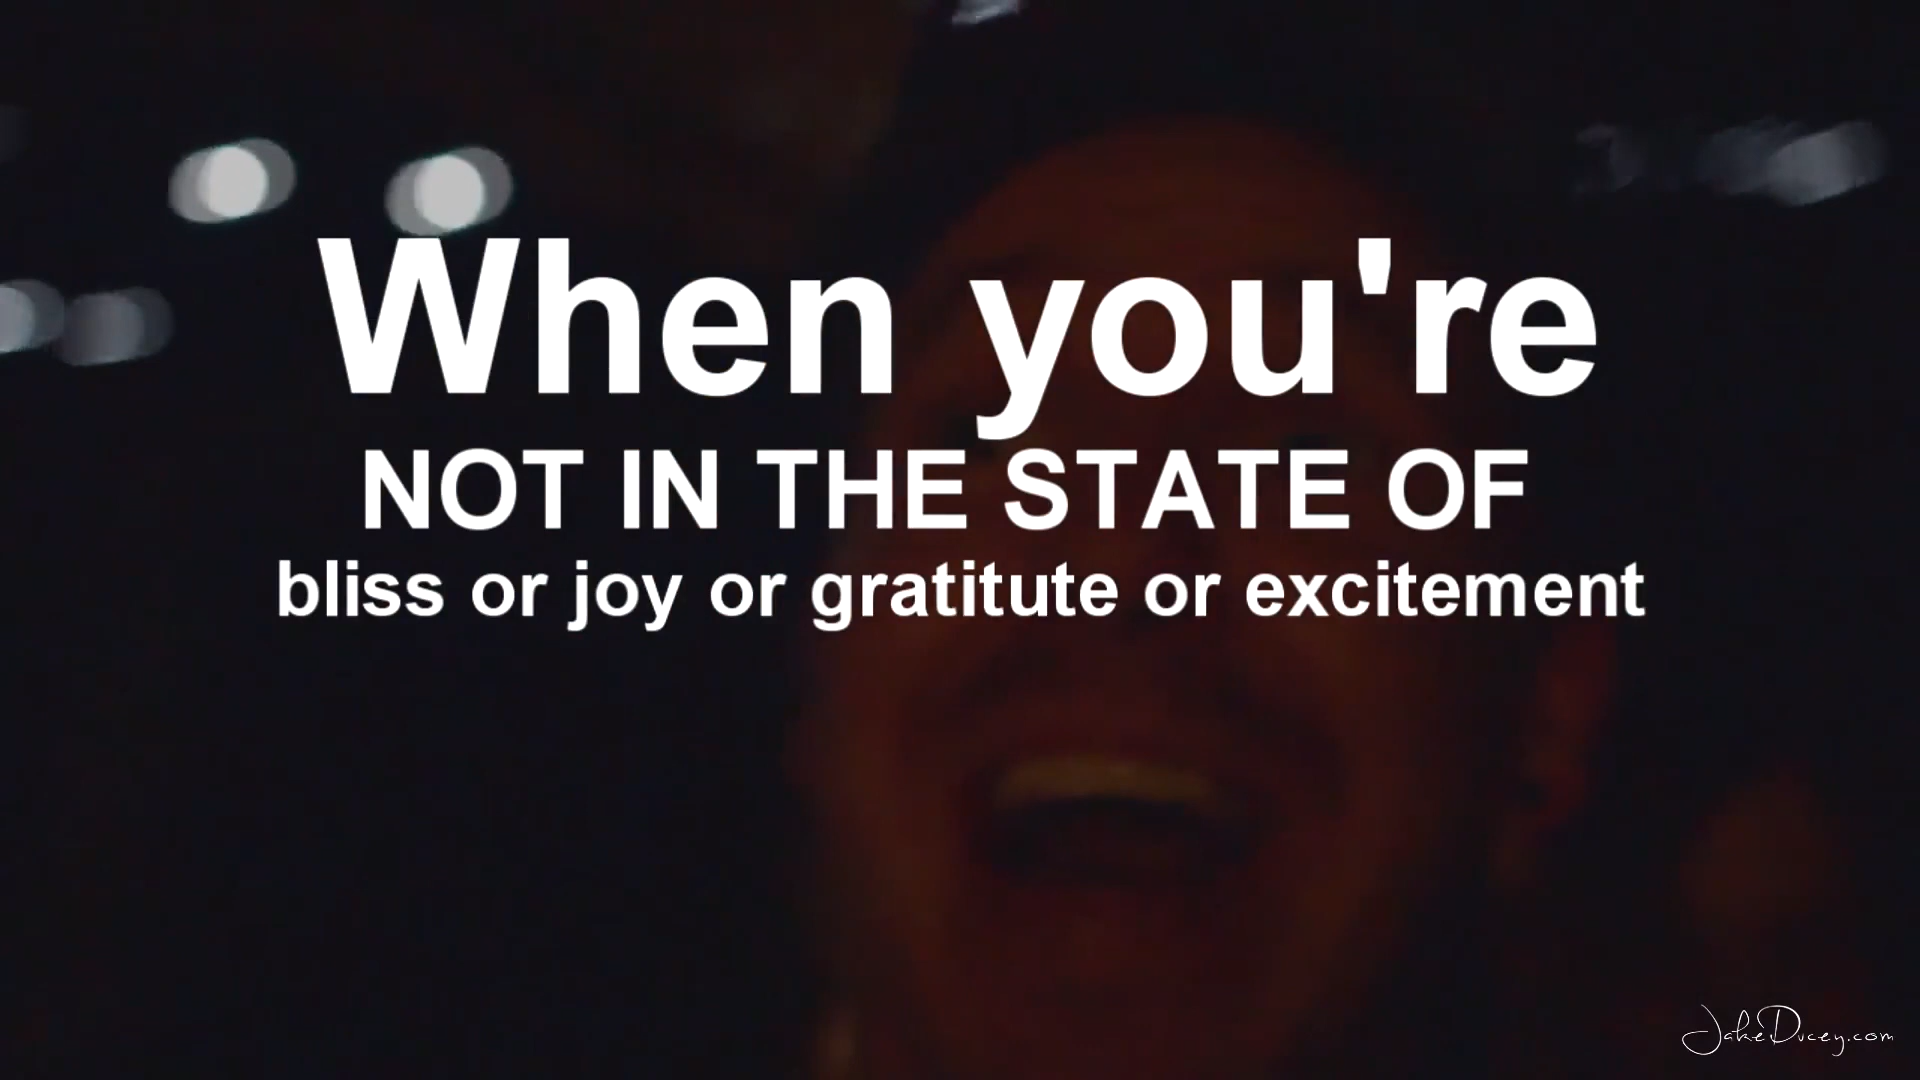 When you're
NOT IN THE STATE OF
bliss or joy or gratitute or excitement
JakeDucey.com